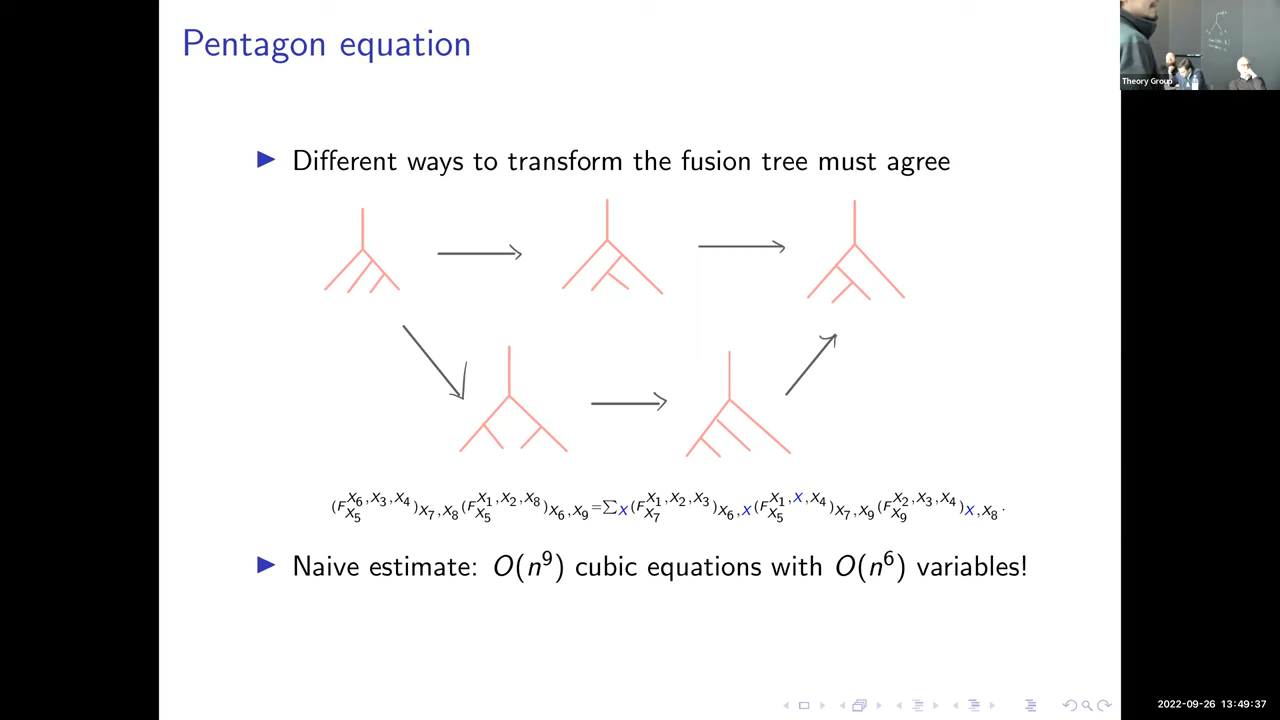 Pentagon equation
Theory Group
▶ Different ways to transform the fusion tree must agree
(F^{X_6,X_3,X_4}_{X_5})_{X_7,X_8}(F^{X_1,X_2,X_8}_{X_5})_{X_6,X_9}=∑_X(F^{X_1,X_2,X_3}_{X_7})_{X_6,X}(F^{X_1,X,X_4}_{X_5})_{X_7,X_9}(F^{X_2,X_3,X_4}_{X_9})_{X,X_8}.
▶ Naive estimate: O(n^9) cubic equations with O(n^6) variables!
2022-09-26 13:49:37